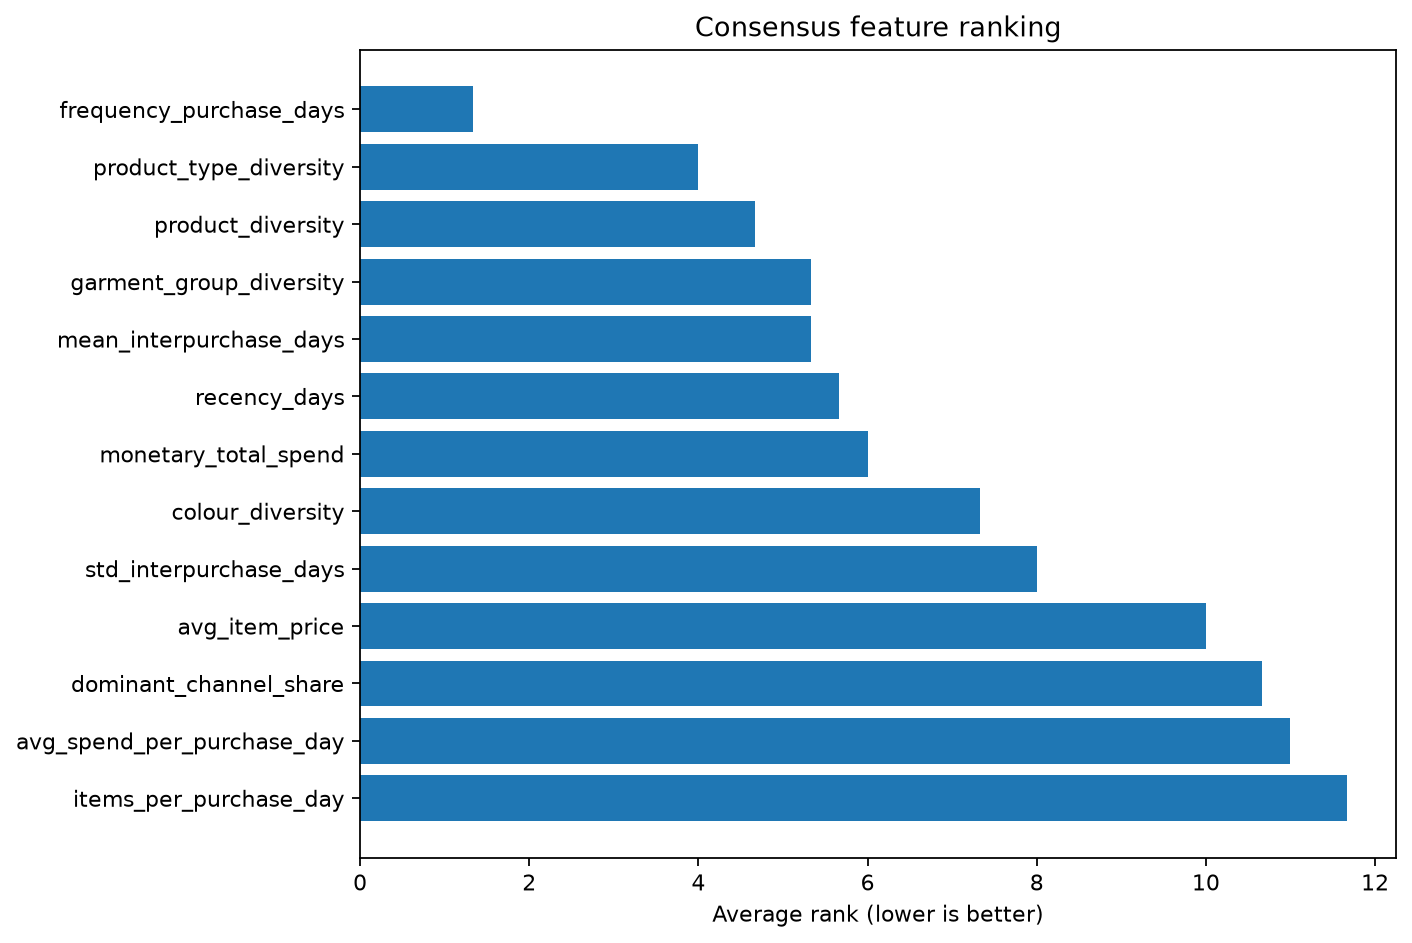 Consensus feature ranking
frequency_purchase_days
product_type_diversity
product_diversity
garment_group_diversity
mean_interpurchase_days
recency_days
monetary_total_spend
colour_diversity
std_interpurchase_days
avg_item_price
dominant_channel_share
avg_spend_per_purchase_day
items_per_purchase_day
0 2 4 6 8 10 12
Average rank (lower is better)